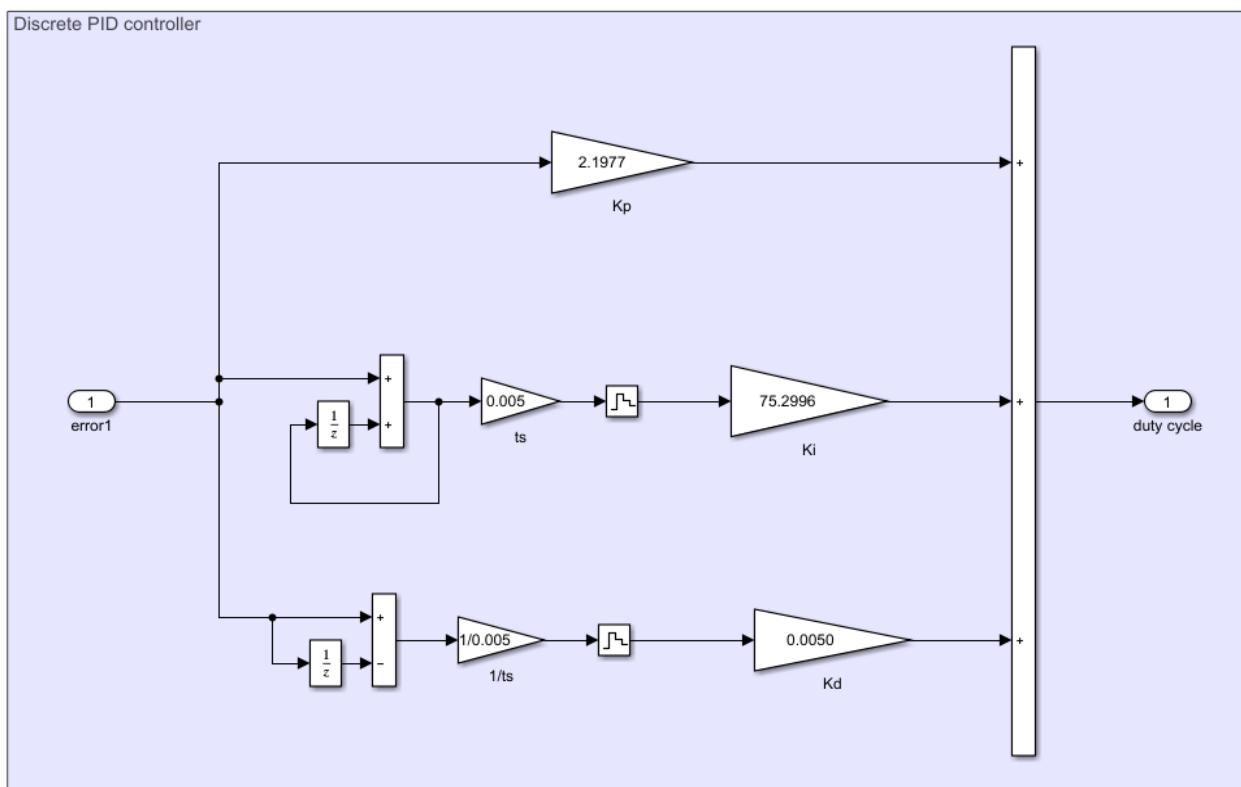 Discrete PID controller
2.1977
+
Kp
1
error1
+
1
z
+
0.005
ts
75.2996
Ki
+
1
duty cycle
+
1
z
−
1/0.005
1/ts
0.0050
Kd
+